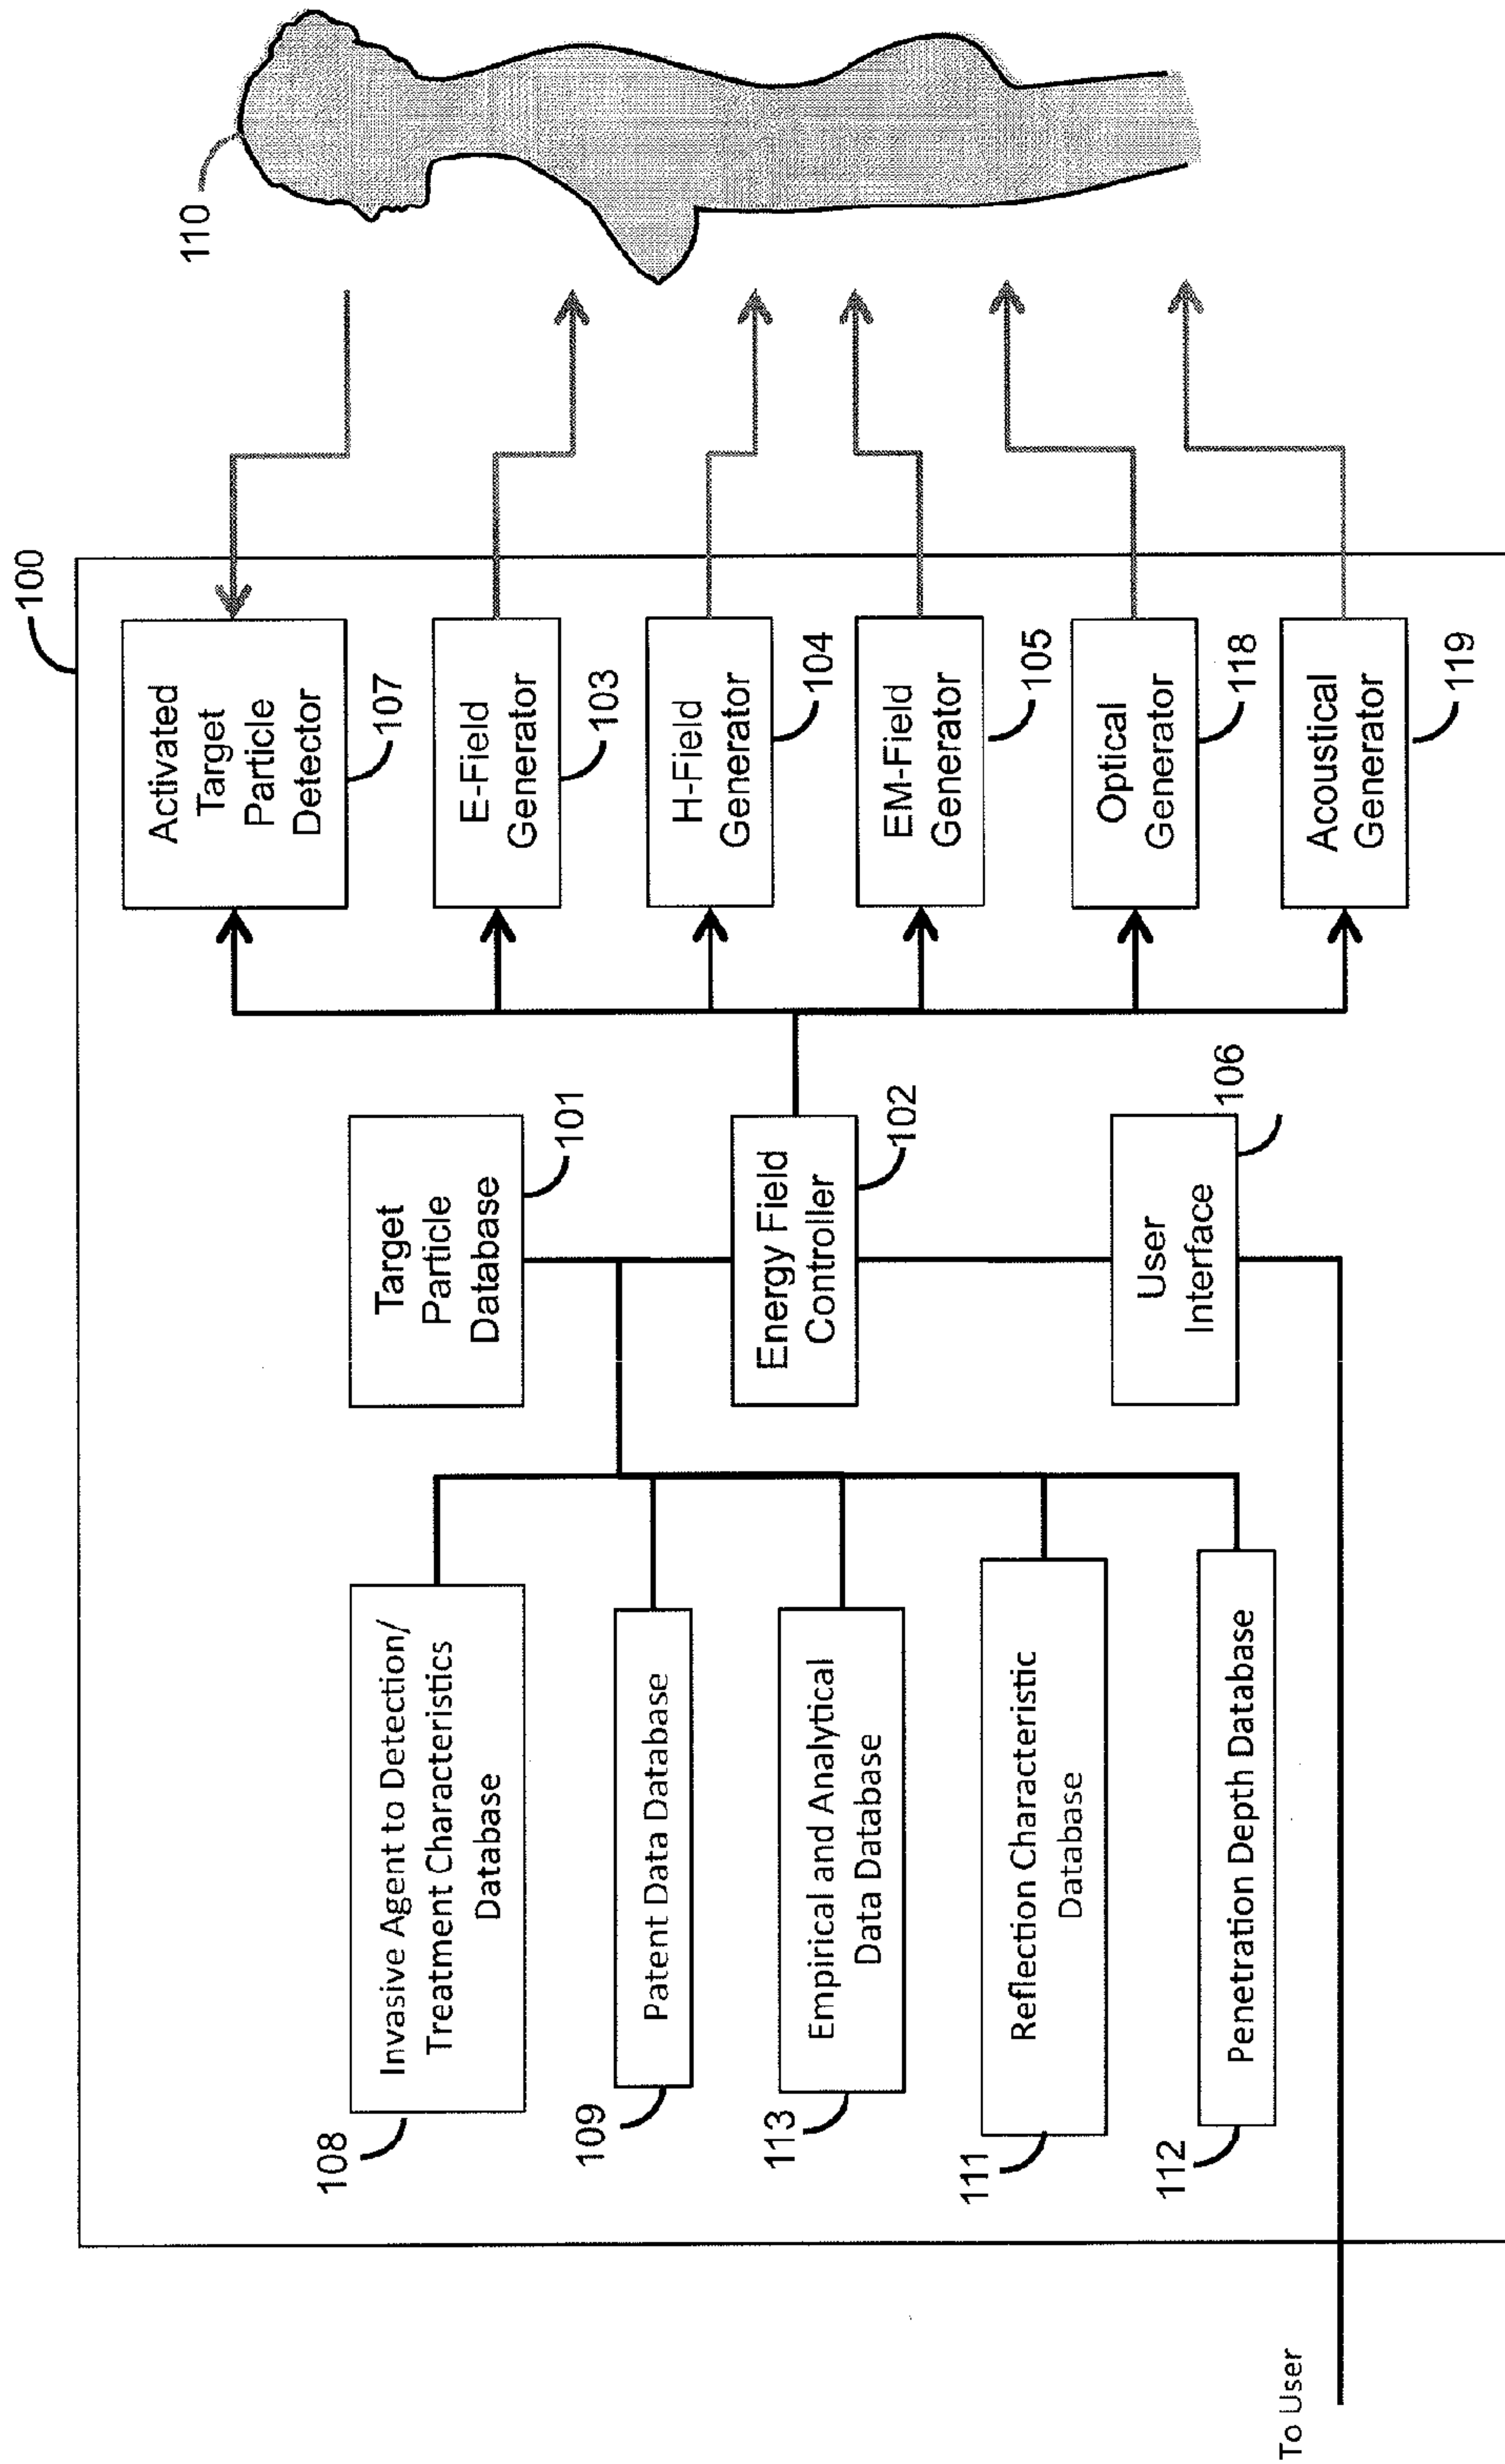 100
110
Activated
Target
Particle
Detector
107
E-Field
Generator
103
H-Field
Generator
104
EM-Field
Generator
105
Optical
Generator
118
Acoustical
Generator
119
Target
Particle
Database
101
Energy Field
Controller
102
User
Interface
106
Invasive Agent to Detection/
Treatment Characteristics
Database
108
Patent Data Database
109
Empirical and Analytical
Data Database
113
Reflection Characteristic
Database
111
Penetration Depth Database
112
To User